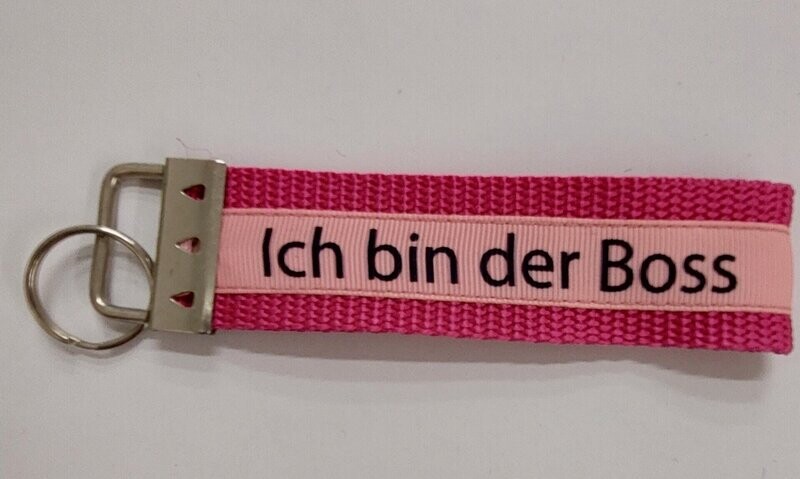 Ich bin der Boss